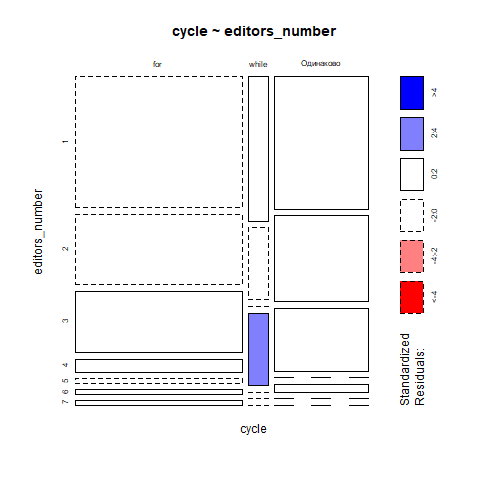 cycle ~ editors_number
for
while
Одинаково
1
2
3
4
5
6
7
editors_number
cycle
>4
2:4
0:2
-2:0
-4:-2
<-4
Standardized
Residuals: